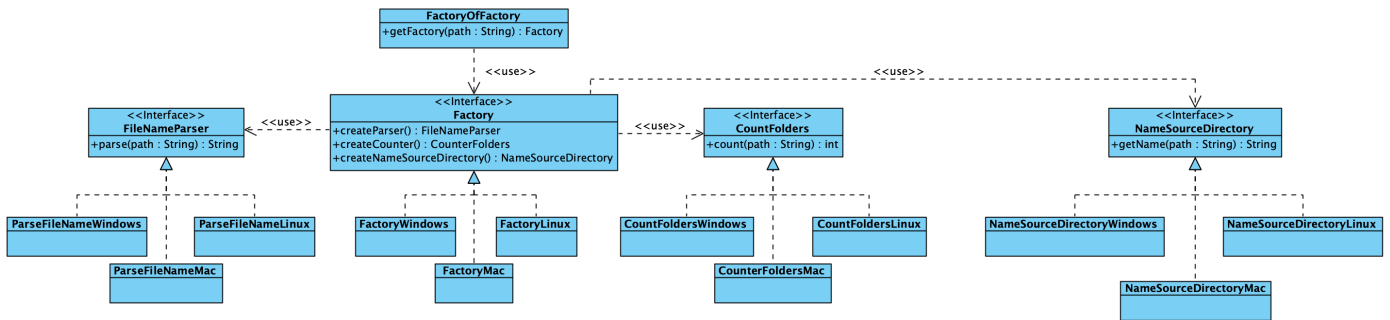 FactoryOfFactory
+getFactory(path : String) : Factory
<<use>>
<<use>>
<<Interface>>
FileNameParser
+parse(path : String) : String
<<use>>
<<Interface>>
Factory
+createParser() : FileNameParser
+createCounter() : CounterFolders
+createNameSourceDirectory() : NameSourceDirectory
<<use>>
<<Interface>>
CountFolders
+count(path : String) : int
<<Interface>>
NameSourceDirectory
+getName(path : String) : String
ParseFileNameWindows
ParseFileNameLinux
FactoryWindows
FactoryLinux
CountFoldersWindows
CountFoldersLinux
NameSourceDirectoryWindows
NameSourceDirectoryLinux
ParseFileNameMac
FactoryMac
CounterFoldersMac
NameSourceDirectoryMac